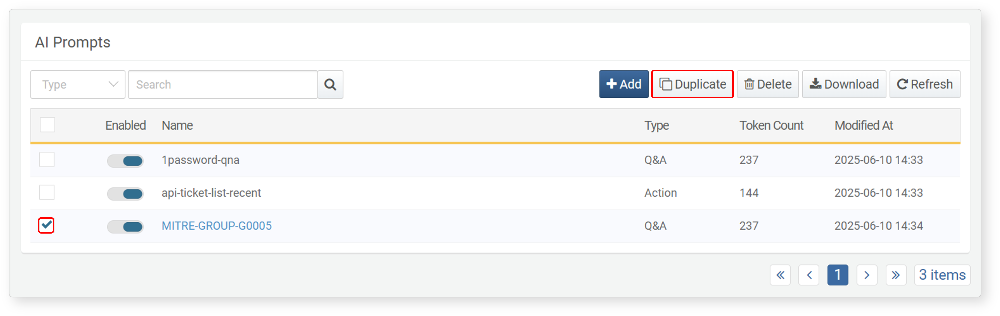 AI Prompts
Type Search Add Duplicate Delete Download Refresh
Enabled Name Type Token Count Modified At
1password-qna Q&A 237 2025-06-10 14:33
api-ticket-list-recent Action 144 2025-06-10 14:33
MITRE-GROUP-G0005 Q&A 237 2025-06-10 14:34
1 3 items